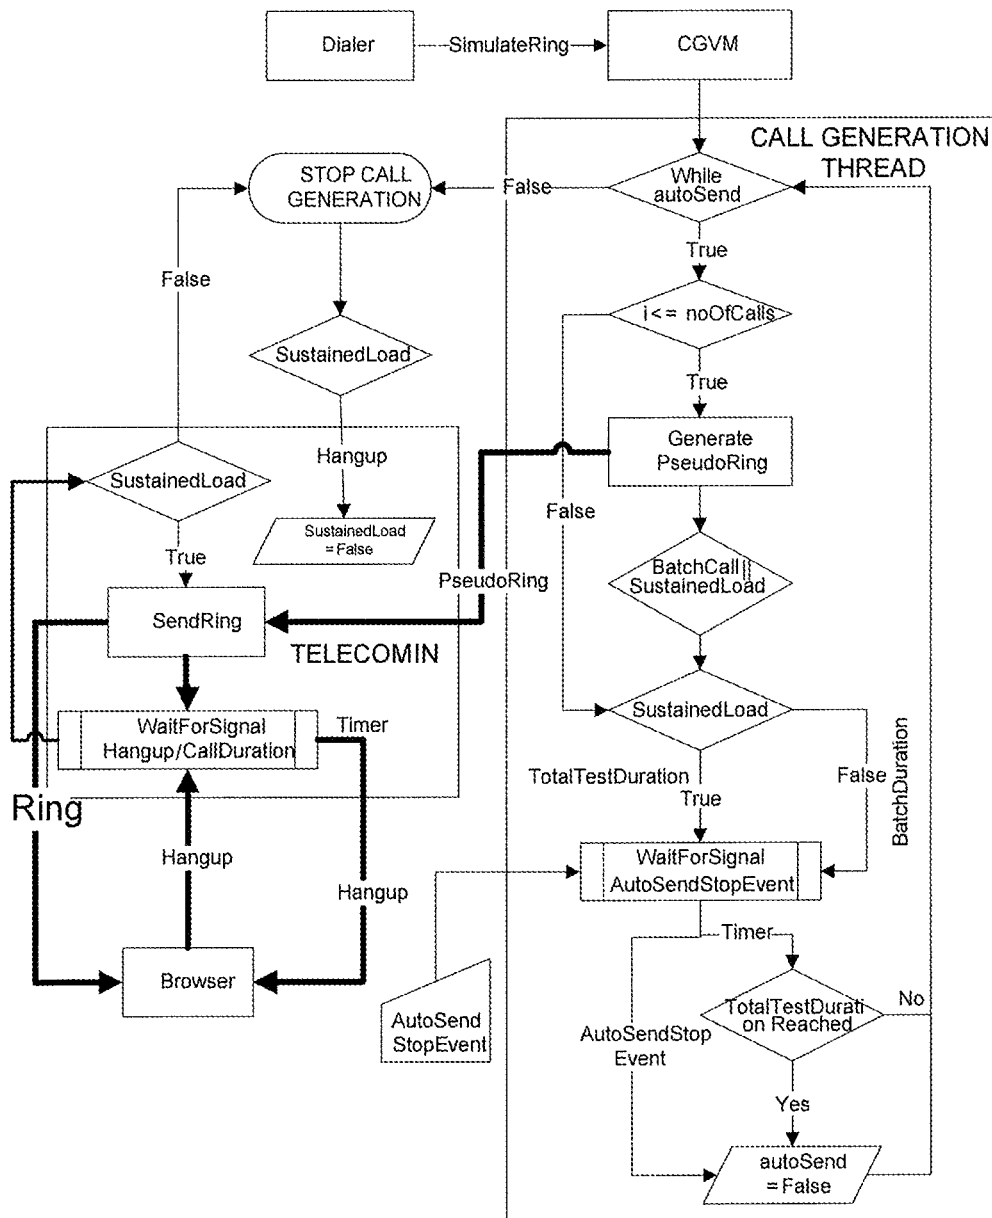 Dialer
SimulateRing
CGVM
CALL GENERATION
THREAD
STOP CALL
GENERATION
False
While
autoSend
True
False
i <= noOfCalls
SustainedLoad
True
Hangup
Generate
PseudoRing
SustainedLoad
False
SustainedLoad
= False
True
PseudoRing
BatchCall||
SustainedLoad
SendRing
TELECOMIN
WaitForSignal
Hangup/CallDuration
Timer
SustainedLoad
TotalTestDuration
True
False
BatchDuration
Ring
Hangup
Hangup
WaitForSignal
AutoSendStopEvent
Timer
Browser
AutoSend
StopEvent
TotalTestDurati
on Reached
No
AutoSendStop
Event
Yes
autoSend
= False